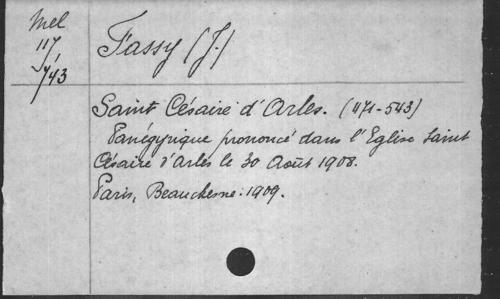 Mel
117/
743
Fassy (J.)
Saint Césaire d'Arles. (471-543)
Panégyrique prononcé dans l'Eglise Saint
Césaire d'Arles le 30 Août 1908.
Paris, Beauchesne: 1909.